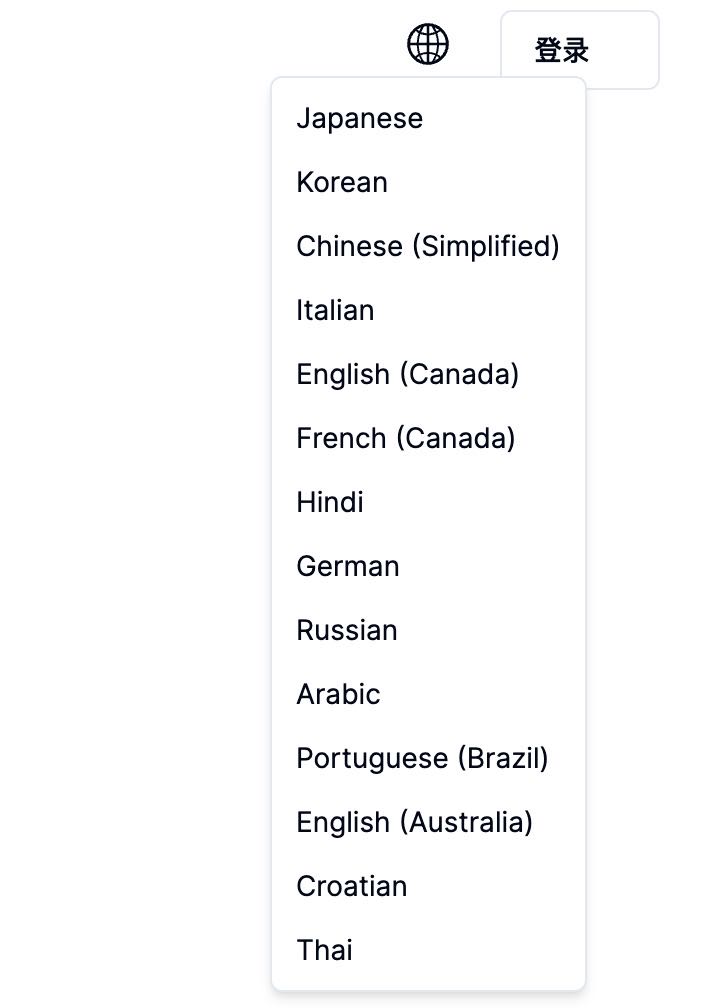 登录
Japanese
Korean
Chinese (Simplified)
Italian
English (Canada)
French (Canada)
Hindi
German
Russian
Arabic
Portuguese (Brazil)
English (Australia)
Croatian
Thai